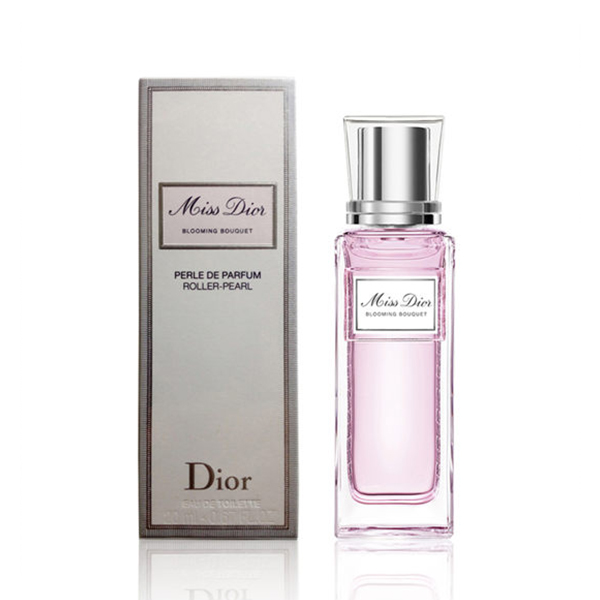 Miss Dior
BLOOMING BOUQUET
PERLE DE PARFUM
ROLLER-PEARL
Dior
EAU DE TOILETTE
Miss Dior
BLOOMING BOUQUET